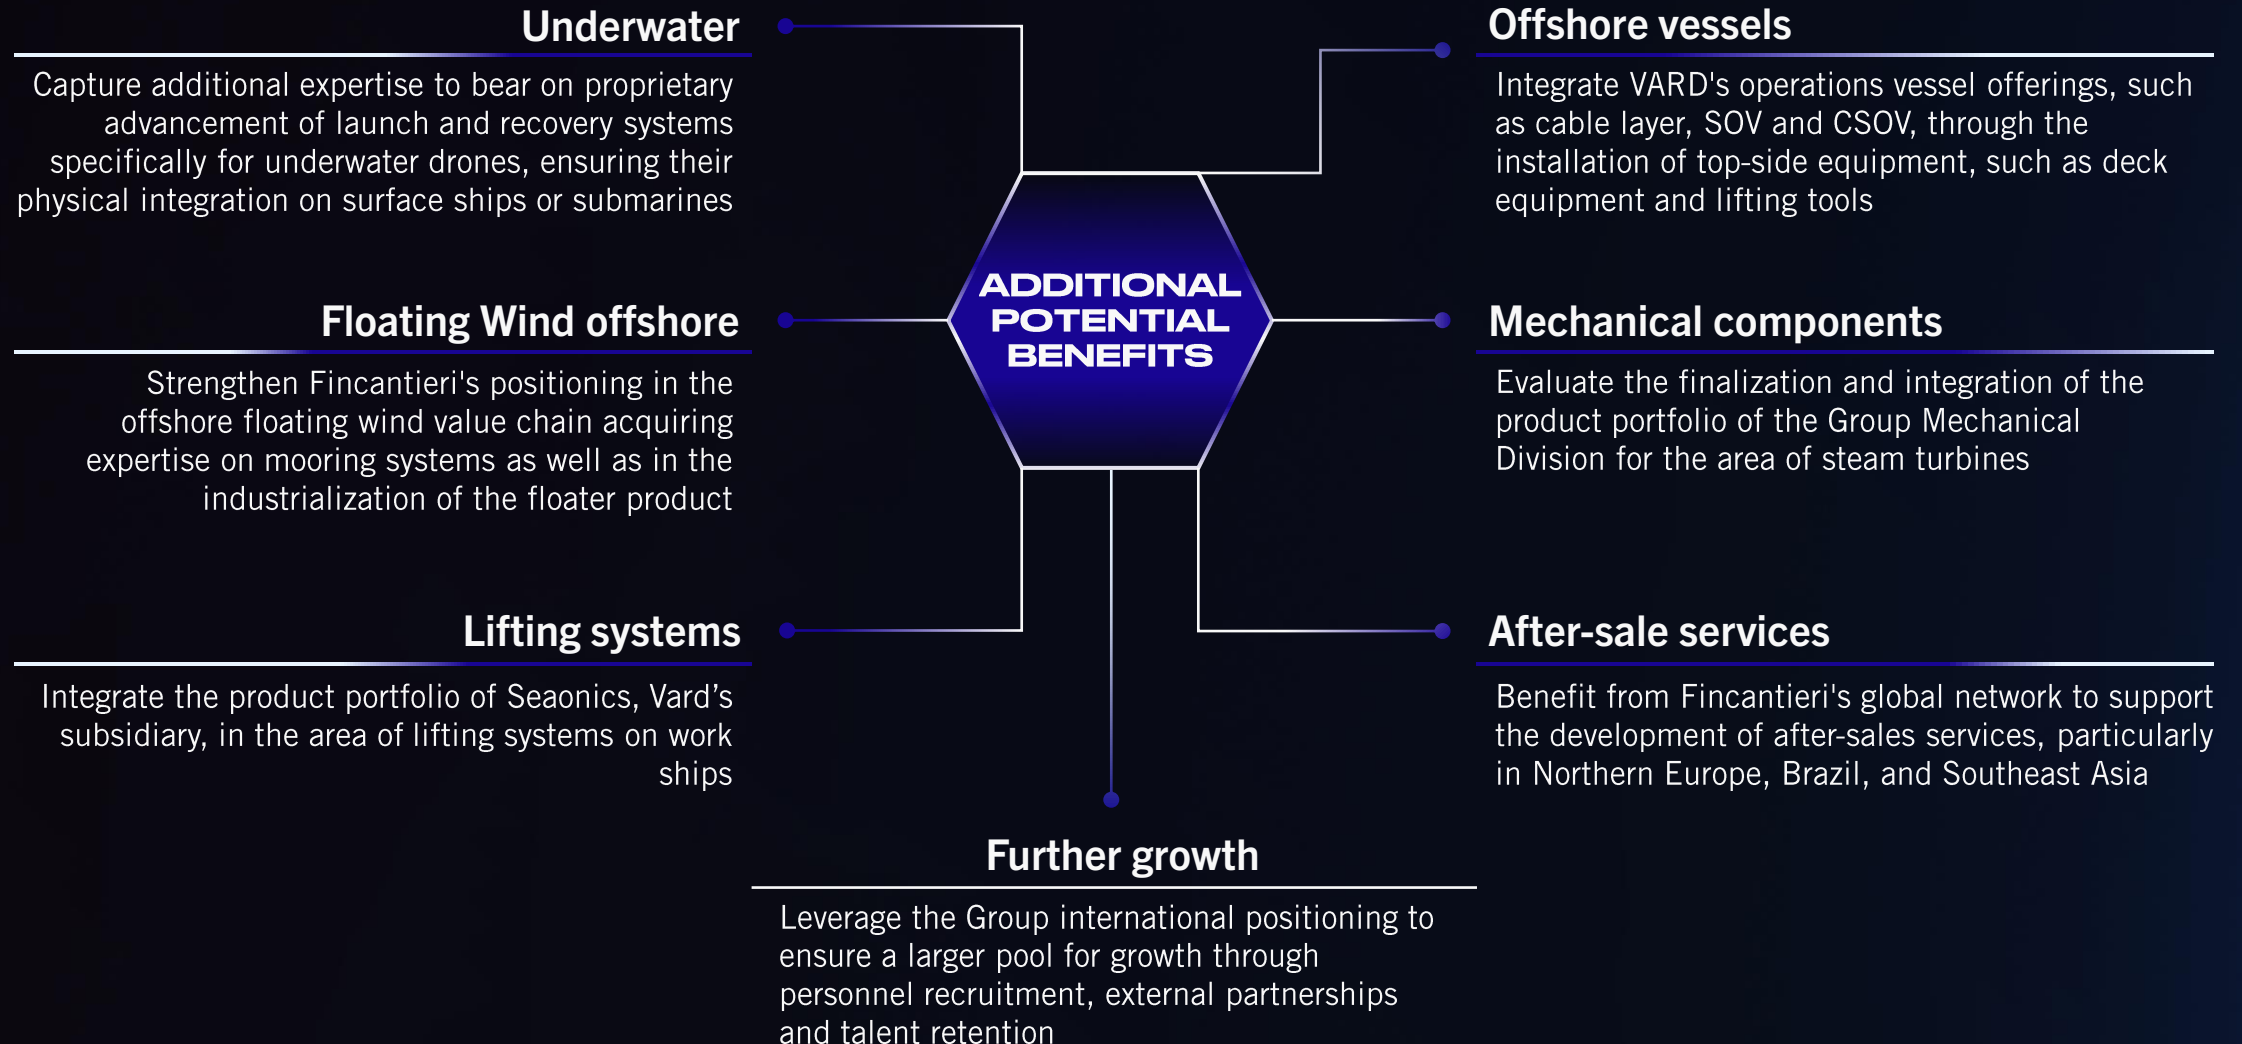 Underwater
Capture additional expertise to bear on proprietary
advancement of launch and recovery systems
specifically for underwater drones, ensuring their
physical integration on surface ships or submarines
Floating Wind offshore
Strengthen Fincantieri's positioning in the
offshore floating wind value chain acquiring
expertise on mooring systems as well as in the
industrialization of the floater product
Lifting systems
Integrate the product portfolio of Seaonics, Vard’s
subsidiary, in the area of lifting systems on work
ships
ADDITIONAL
POTENTIAL
BENEFITS
Offshore vessels
Integrate VARD's operations vessel offerings, such
as cable layer, SOV and CSOV, through the
installation of top-side equipment, such as deck
equipment and lifting tools
Mechanical components
Evaluate the finalization and integration of the
product portfolio of the Group Mechanical
Division for the area of steam turbines
After-sale services
Benefit from Fincantieri's global network to support
the development of after-sales services, particularly
in Northern Europe, Brazil, and Southeast Asia
Further growth
Leverage the Group international positioning to
ensure a larger pool for growth through
personnel recruitment, external partnerships
and talent retention